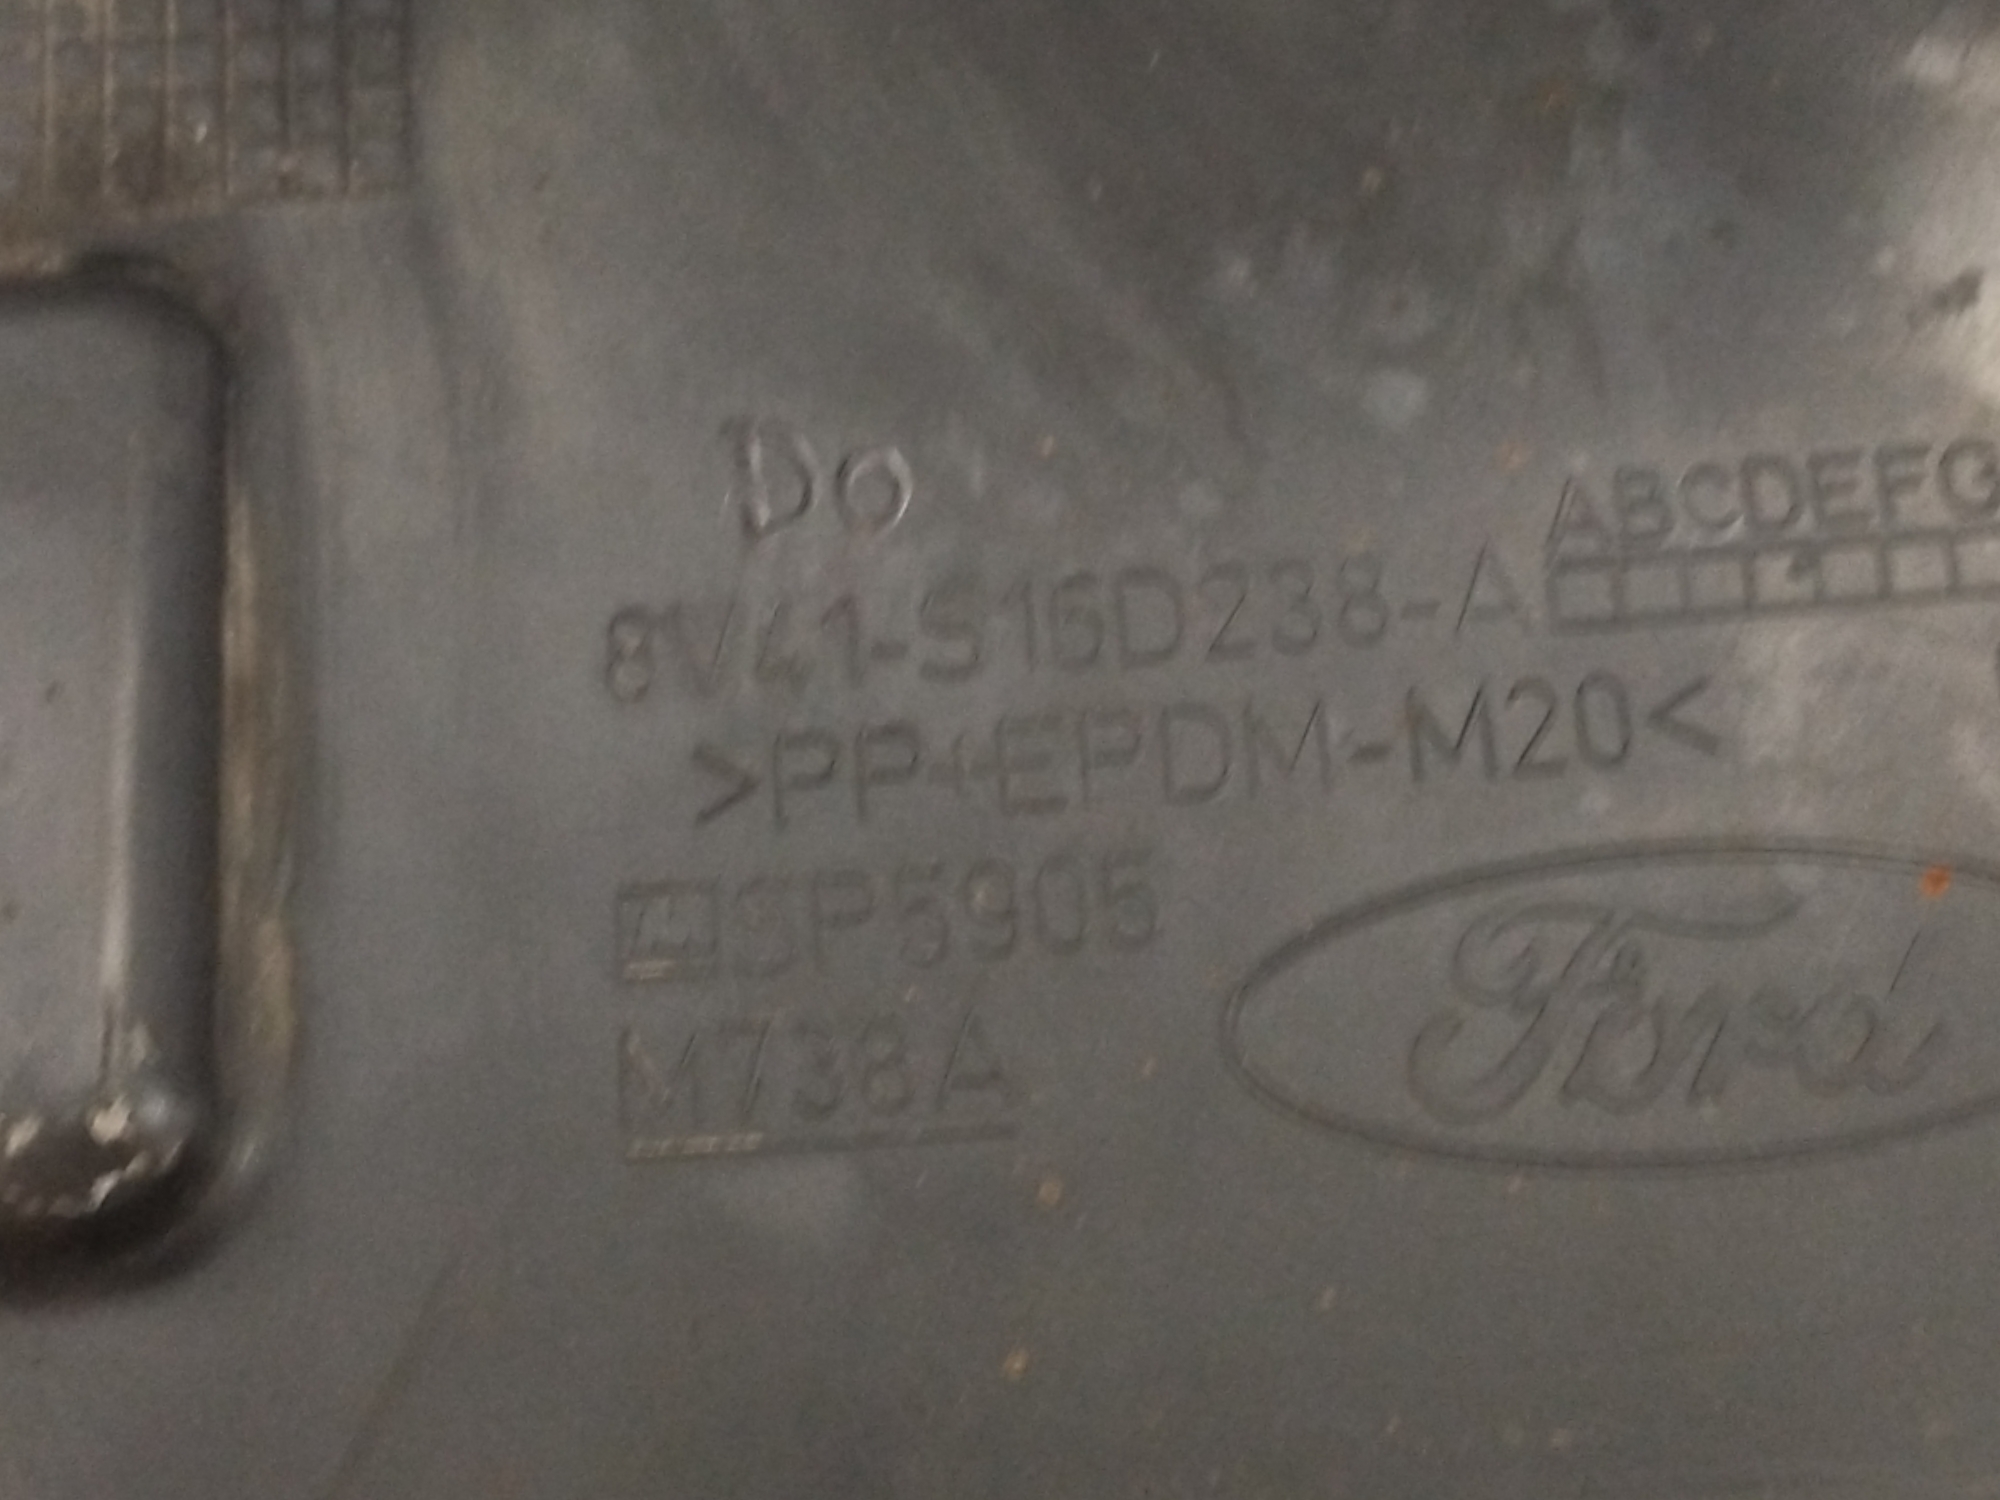 Do
ABCDEFG
8V41-S16D238-A
>PP+EPDM-M20<
SP5905
Ford
M738A